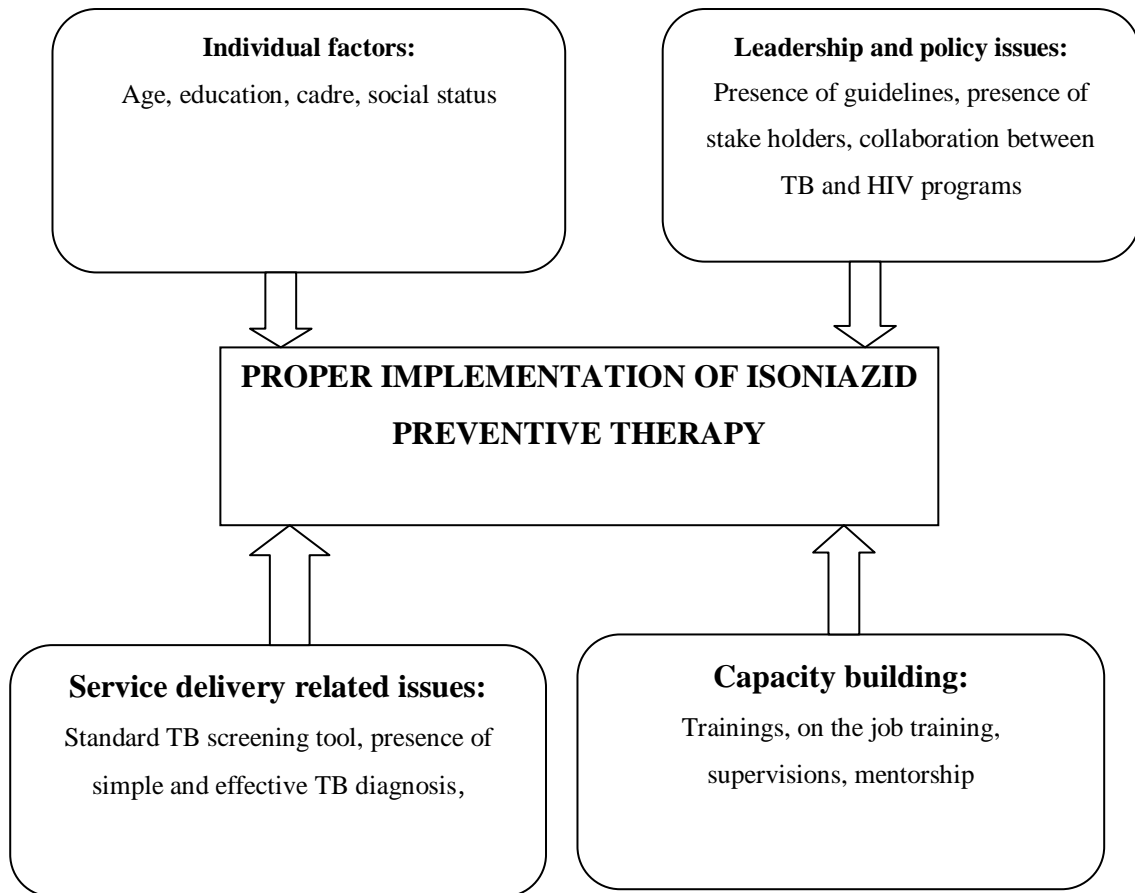 Individual factors:
Age, education, cadre, social status
Leadership and policy issues:
Presence of guidelines, presence of
stake holders, collaboration between
TB and HIV programs
PROPER IMPLEMENTATION OF ISONIAZID
PREVENTIVE THERAPY
Service delivery related issues:
Standard TB screening tool, presence of
simple and effective TB diagnosis,
Capacity building:
Trainings, on the job training,
supervisions, mentorship